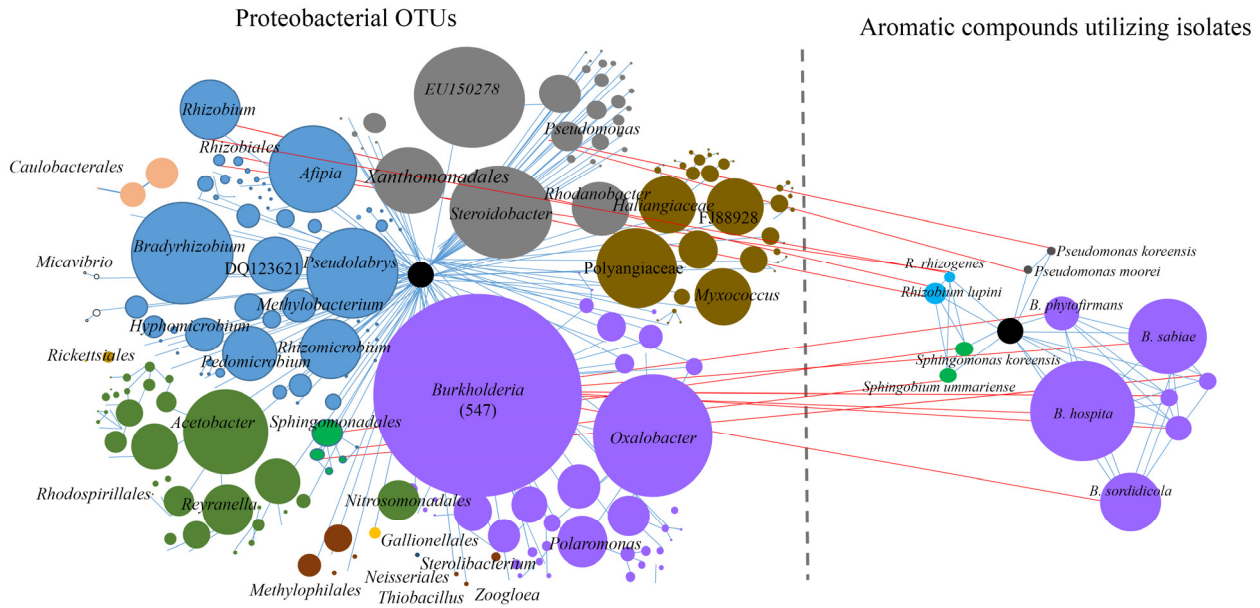 Proteobacterial OTUs
Aromatic compounds utilizing isolates
EU150278
Rhizobium
Pseudomonas
Rhizobiales
Caulobacterales
Afipia
Xanthomonadales
Rhodanobacter
Haliangiaceae
Steroidobacter
FJ88928
Bradyrhizobium
Pseudomonas koreensis
Micavibrio
DQ123621
Pseudolabrys
Polyangiaceae
R. rhizogenes
Pseudomonas moorei
Myxococcus
Rhizobium lupini
Methylobacterium
B. phytofirmans
Hyphomicrobium
B. sabiae
Rickettsiales
Pedomicrobium
Rhizomicrobium
Sphingomonas koreensis
Burkholderia
(547)
Sphingobium ummariense
Acetobacter
Sphingomonadales
Oxalobacter
B. hospita
Rhodospirillales
Reyranella
Nitrosomonadales
B. sordidicola
Gallionellales
Polaromonas
Sterolibacterium
Methylophilales
Neisseriales
Thiobacillus
Zoogloea